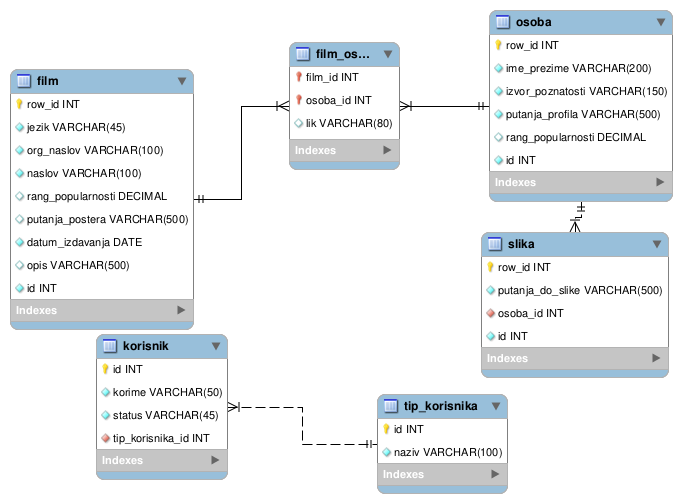 film
row_id INT
jezik VARCHAR(45)
org_naslov VARCHAR(100)
naslov VARCHAR(100)
rang_popularnosti DECIMAL
putanja_postera VARCHAR(500)
datum_izdavanja DATE
opis VARCHAR(500)
id INT
Indexes
film_os...
film_id INT
osoba_id INT
lik VARCHAR(80)
Indexes
osoba
row_id INT
ime_prezime VARCHAR(200)
izvor_poznatosti VARCHAR(150)
putanja_profila VARCHAR(500)
rang_popularnosti DECIMAL
id INT
Indexes
slika
row_id INT
putanja_do_slike VARCHAR(500)
osoba_id INT
id INT
Indexes
korisnik
id INT
korime VARCHAR(50)
status VARCHAR(45)
tip_korisnika_id INT
Indexes
tip_korisnika
id INT
naziv VARCHAR(100)
Indexes